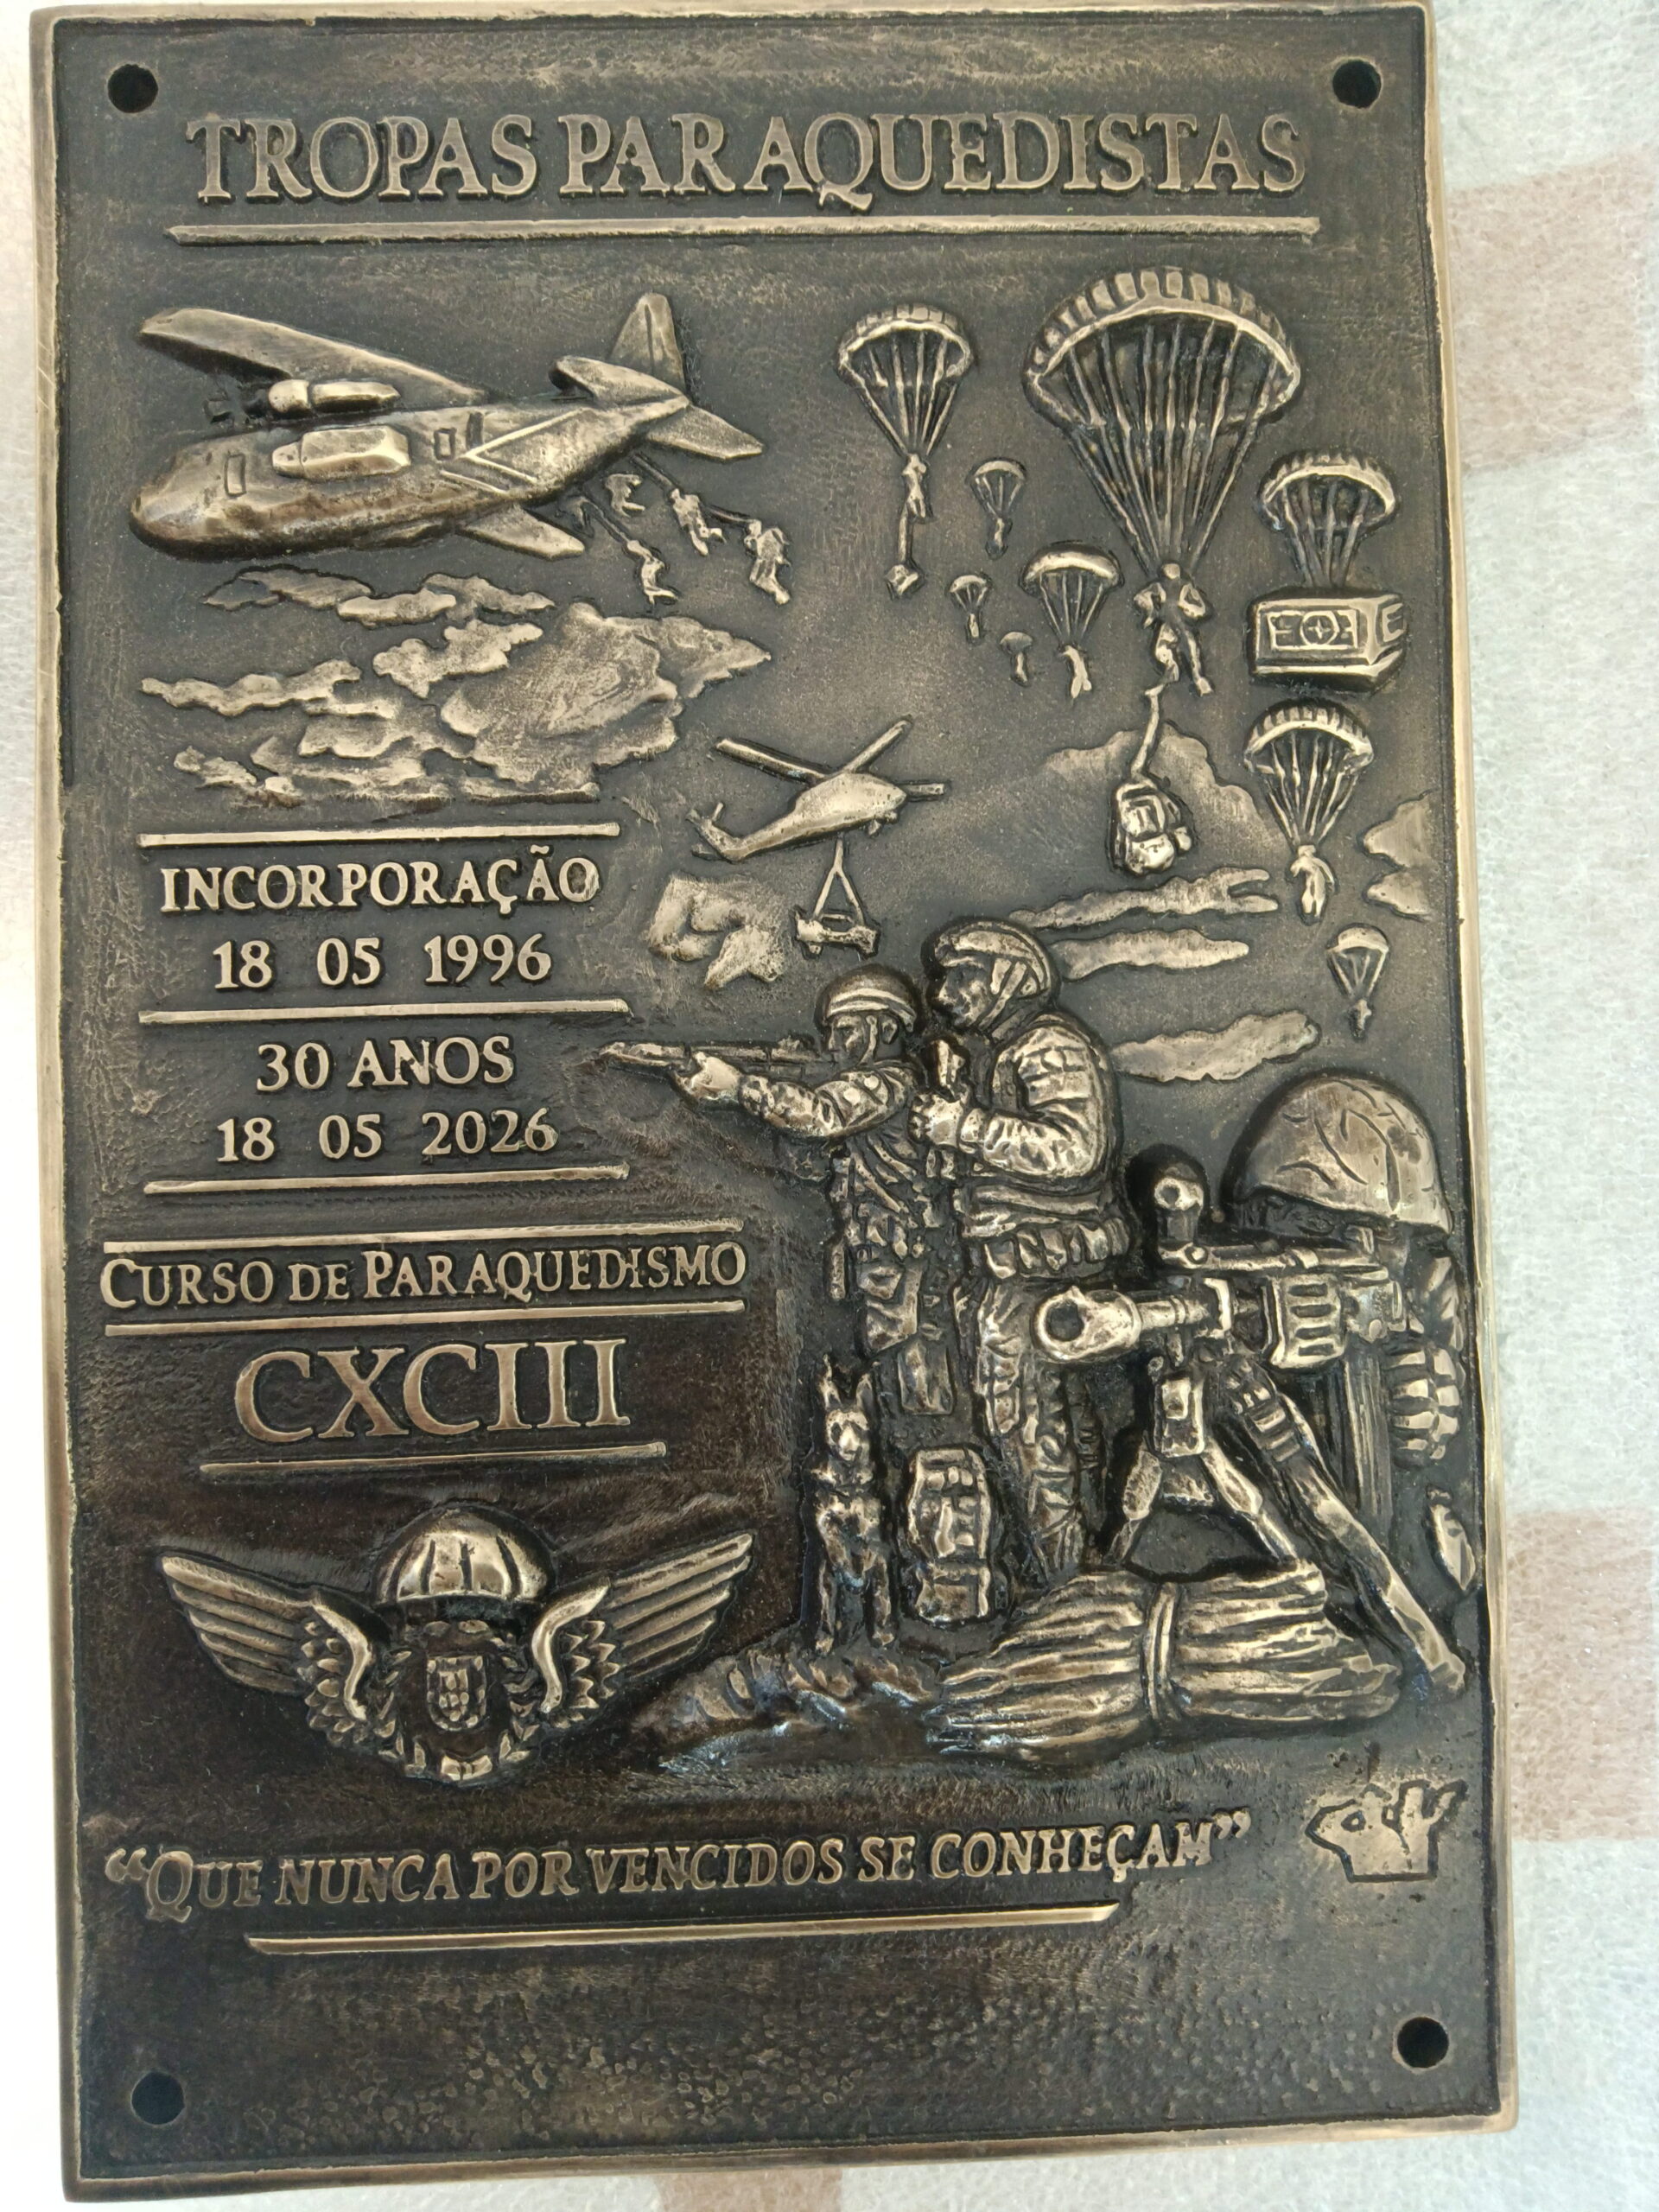 TROPAS PARAQUEDISTAS
INCORPORAÇÃO
18 05 1996
30 ANOS
18 05 2026
CURSO DE PARAQUEDISMO
CXCIII
“QUE NUNCA POR VENCIDOS SE CONHEÇAM”